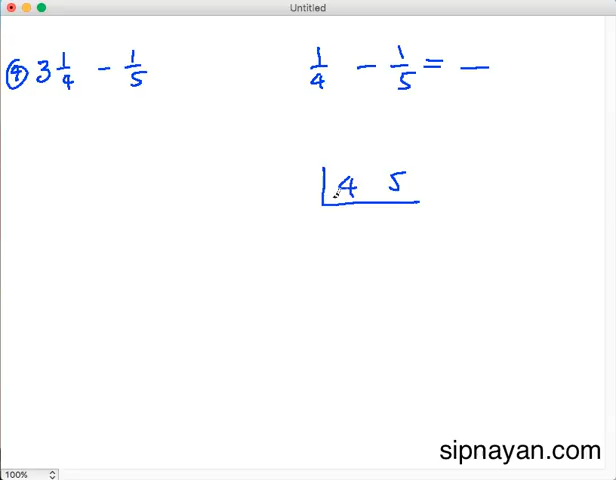 Untitled
④ 3 1/4 - 1/5
1/4 - 1/5 = —
4 5
sipnayan.com
100%